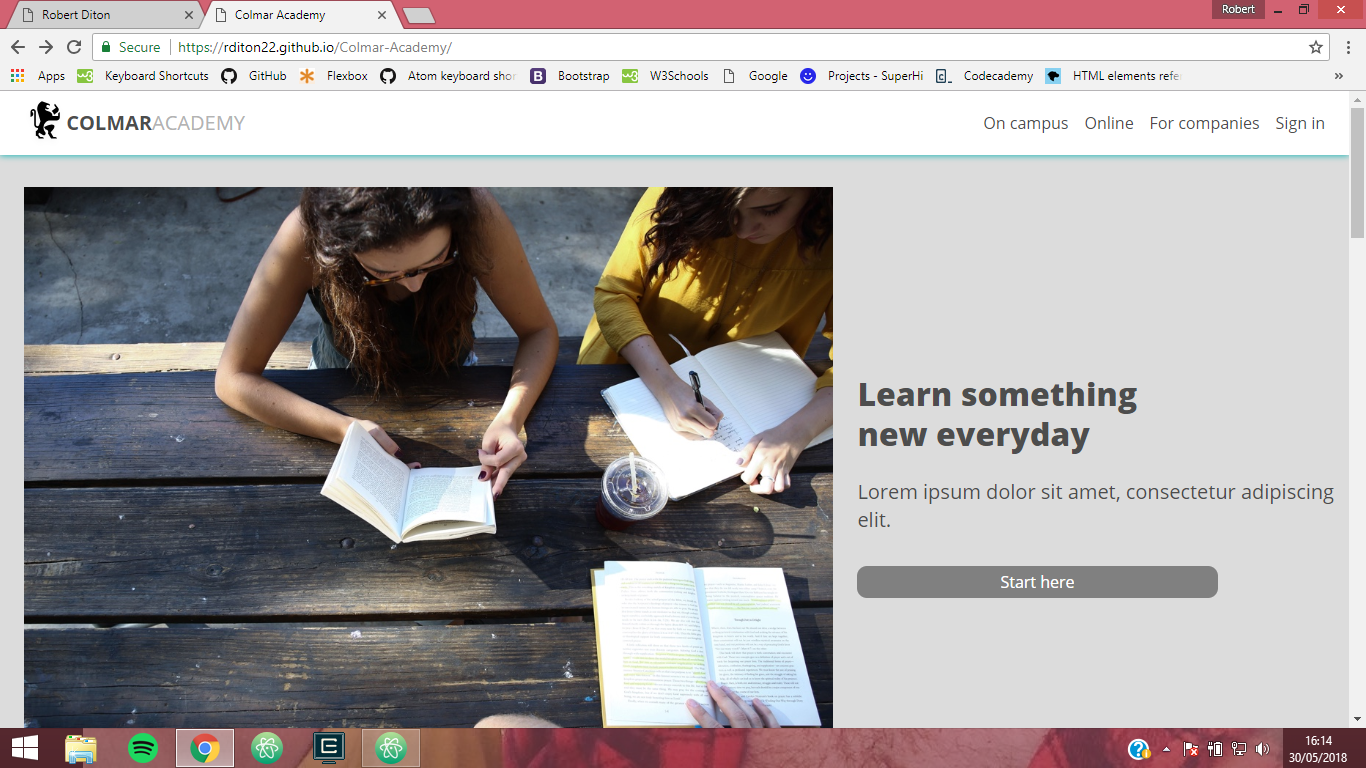 Robert Diton
Colmar Academy
Robert
Secure
https://rditon22.github.io/Colmar-Academy/
Apps
Keyboard Shortcuts
GitHub
Flexbox
Atom keyboard shor
Bootstrap
W3Schools
Google
Projects - SuperHi
Codecademy
HTML elements refe
COLMARACADEMY
On campus
Online
For companies
Sign in
Learn something
new everyday
Lorem ipsum dolor sit amet, consectetur adipiscing
elit.
Start here
16:14
30/05/2018